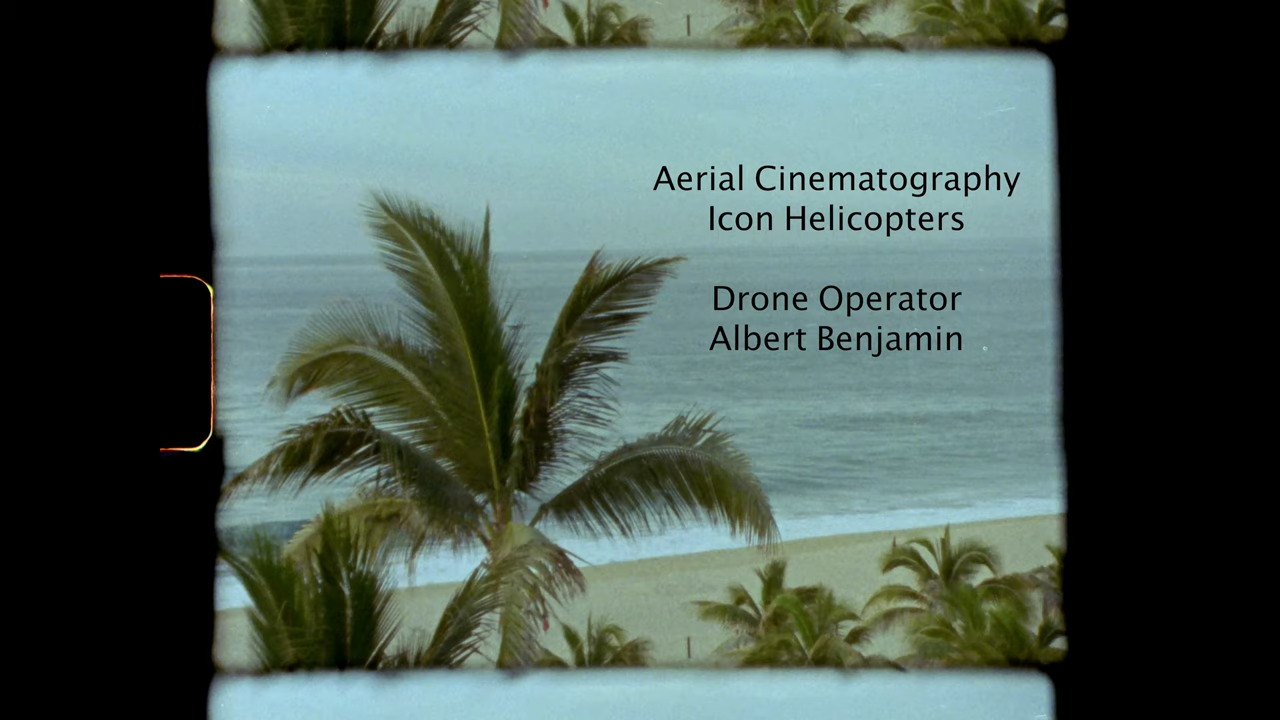 Aerial Cinematography
Icon Helicopters
Drone Operator
Albert Benjamin